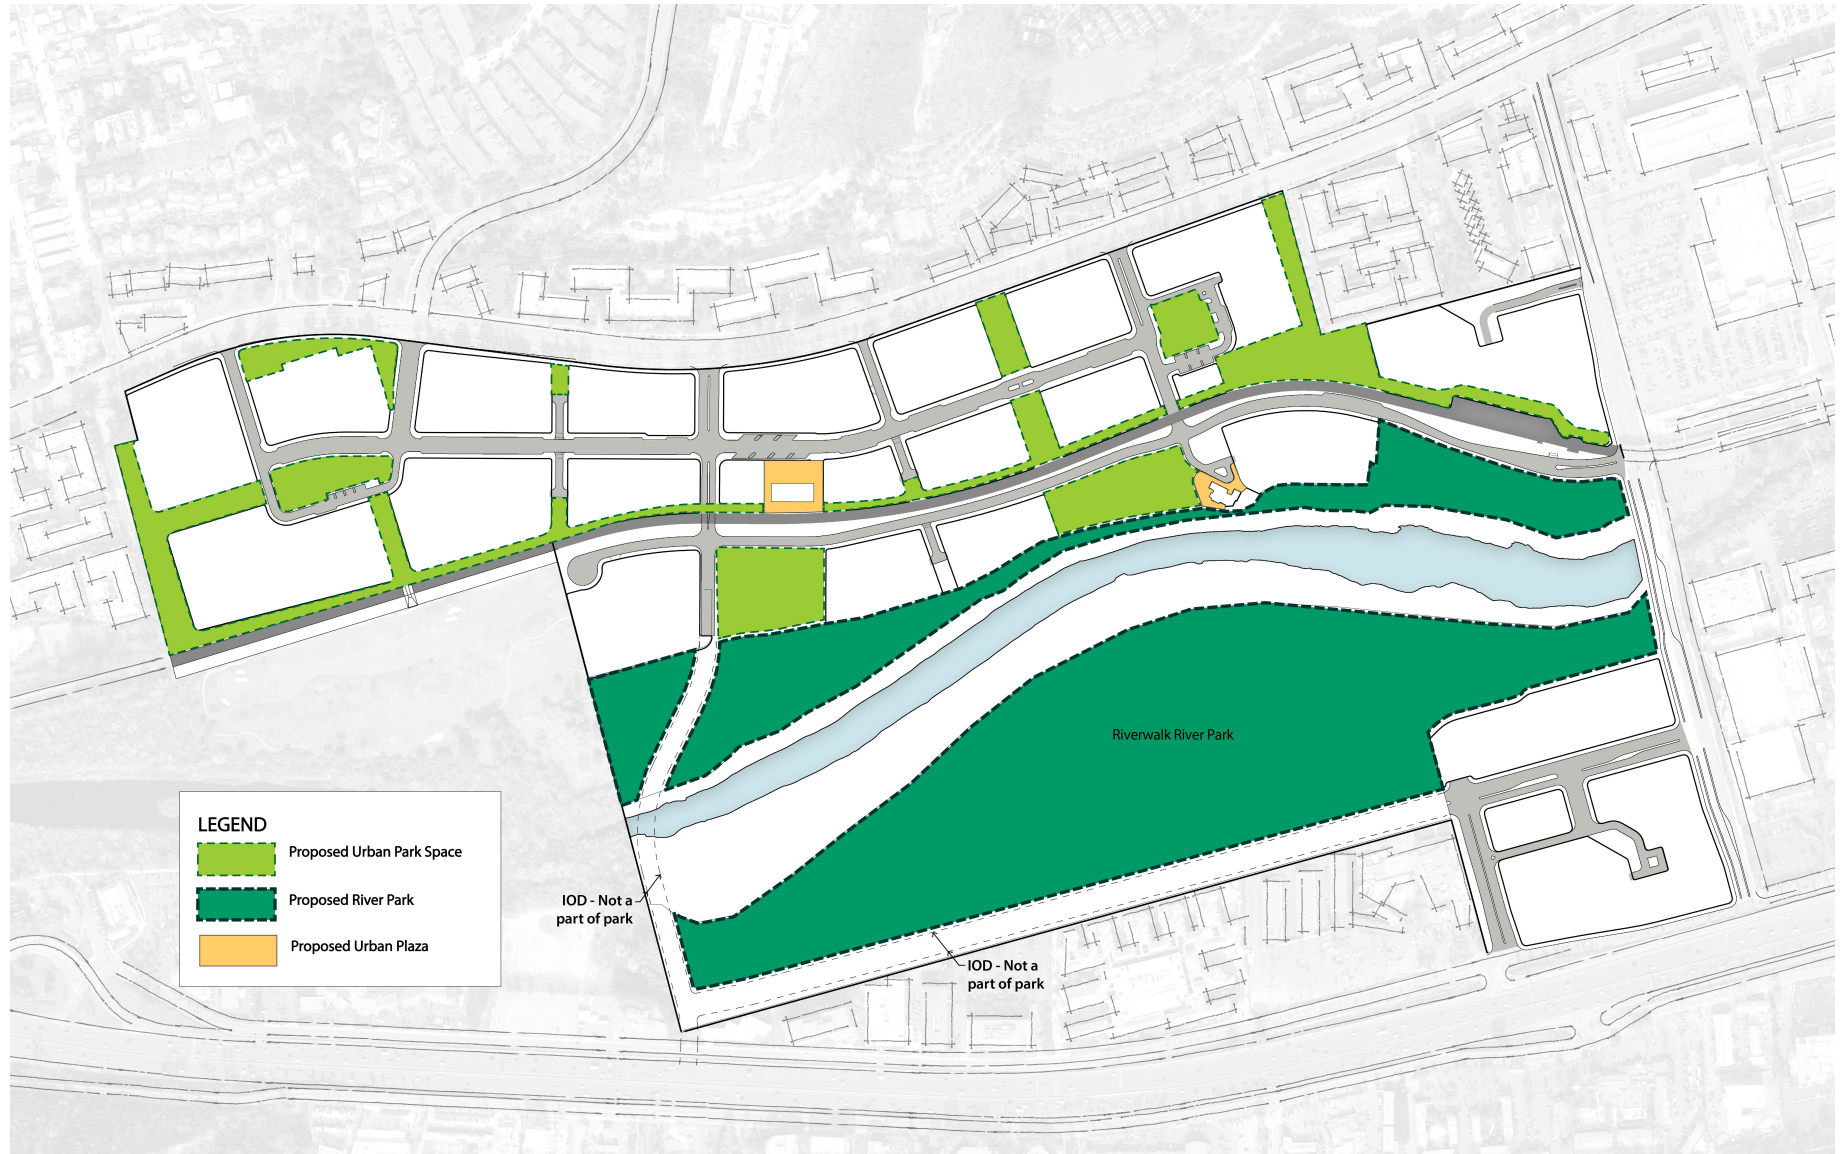 Riverwalk River Park
LEGEND
Proposed Urban Park Space
Proposed River Park
Proposed Urban Plaza
IOD - Not a
part of park
IOD - Not a
part of park